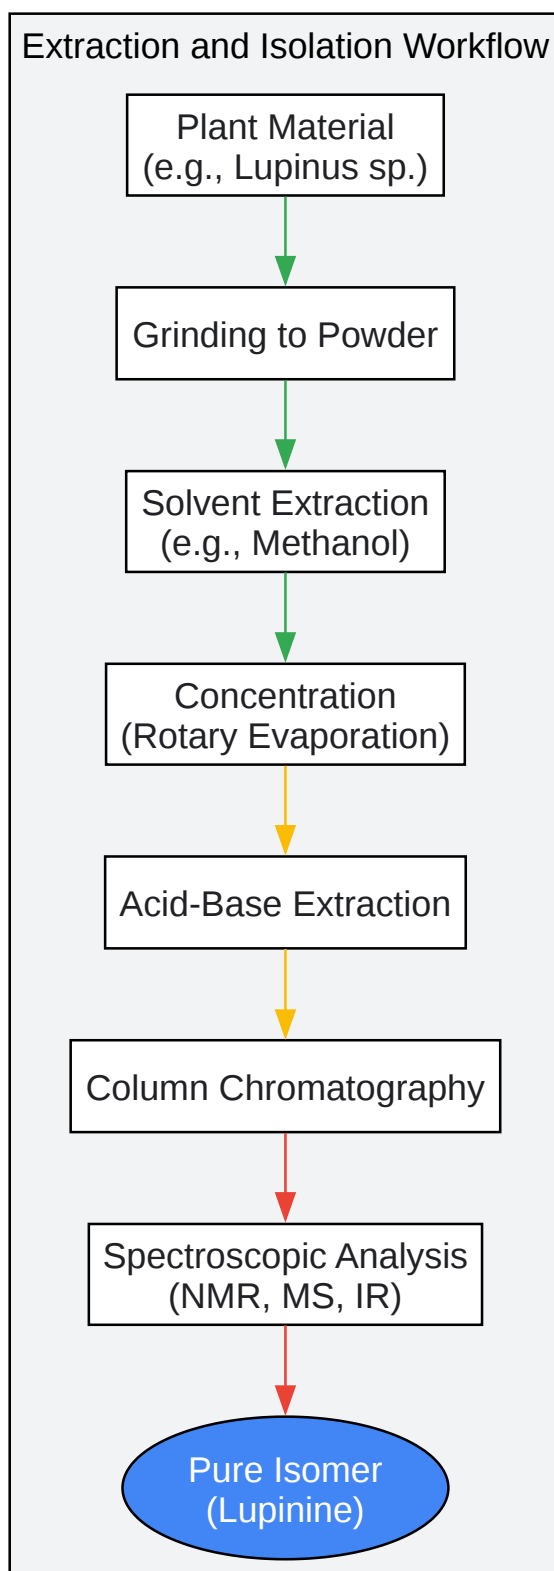 Extraction and Isolation Workflow
Plant Material
(e.g., Lupinus sp.)
Grinding to Powder
Solvent Extraction
(e.g., Methanol)
Concentration
(Rotary Evaporation)
Acid-Base Extraction
Column Chromatography
Spectroscopic Analysis
(NMR, MS, IR)
Pure Isomer
(Lupinine)